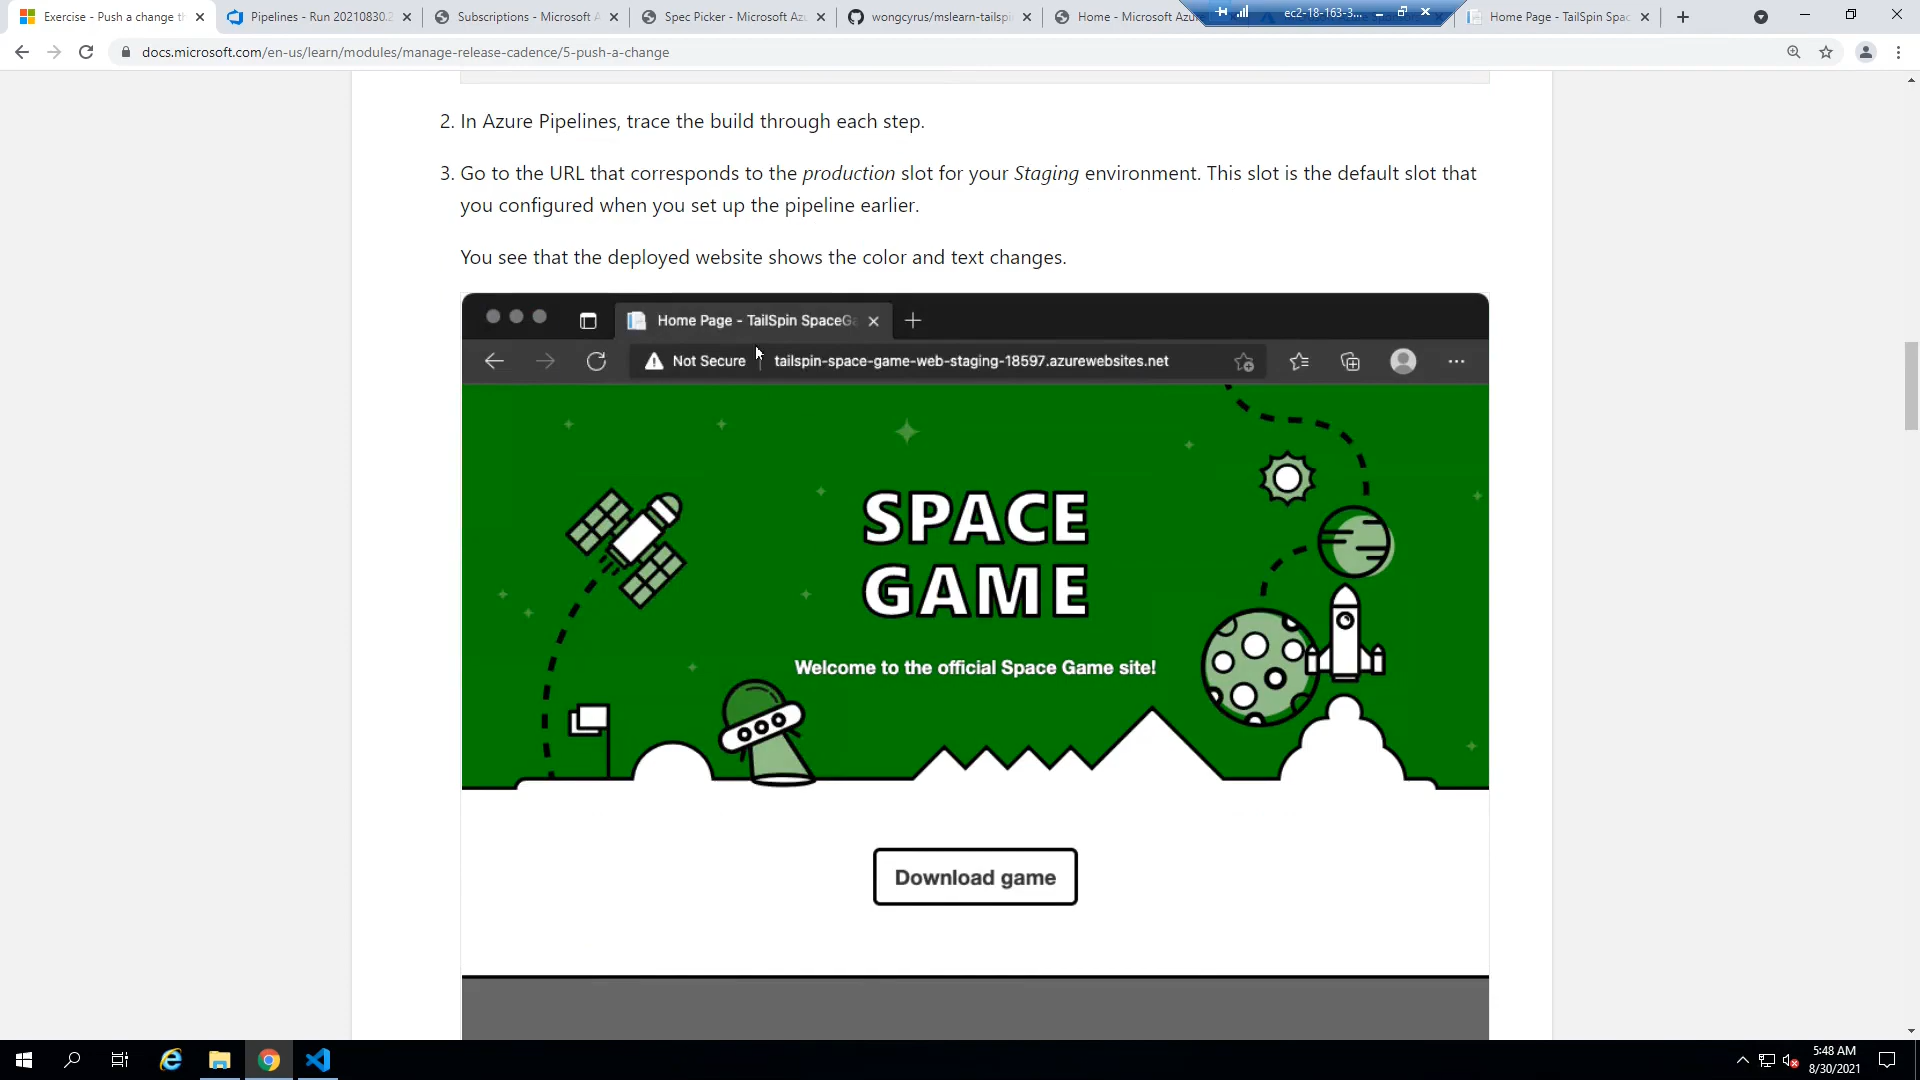 Exercise - Push a change th
Pipelines - Run 20210830.2
Subscriptions - Microsoft A
Spec Picker - Microsoft Azu
wongcyrus/mslearn-tailspi
Home - Microsoft Azure
ec2-18-163-3...
Home Page - TailSpin Spac
docs.microsoft.com/en-us/learn/modules/manage-release-cadence/5-push-a-change
2. In Azure Pipelines, trace the build through each step.
3. Go to the URL that corresponds to the production slot for your Staging environment. This slot is the default slot that
you configured when you set up the pipeline earlier.
You see that the deployed website shows the color and text changes.
Home Page - TailSpin SpaceGa
Not Secure
tailspin-space-game-web-staging-18597.azurewebsites.net
SPACE
GAME
Welcome to the official Space Game site!
Download game
5:48 AM
8/30/2021